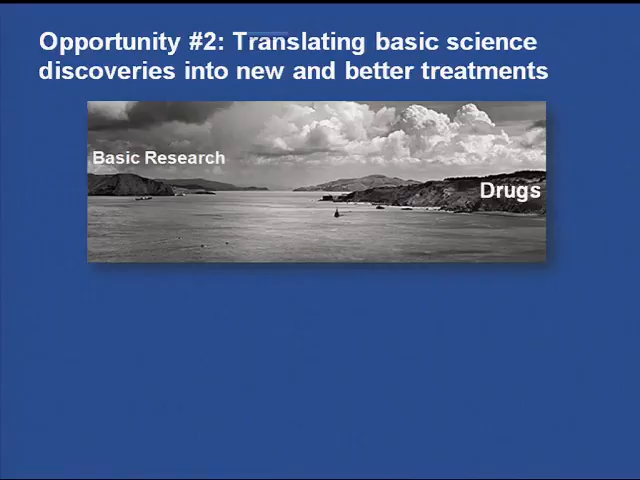 Opportunity #2: Translating basic science
discoveries into new and better treatments
Basic Research
Drugs